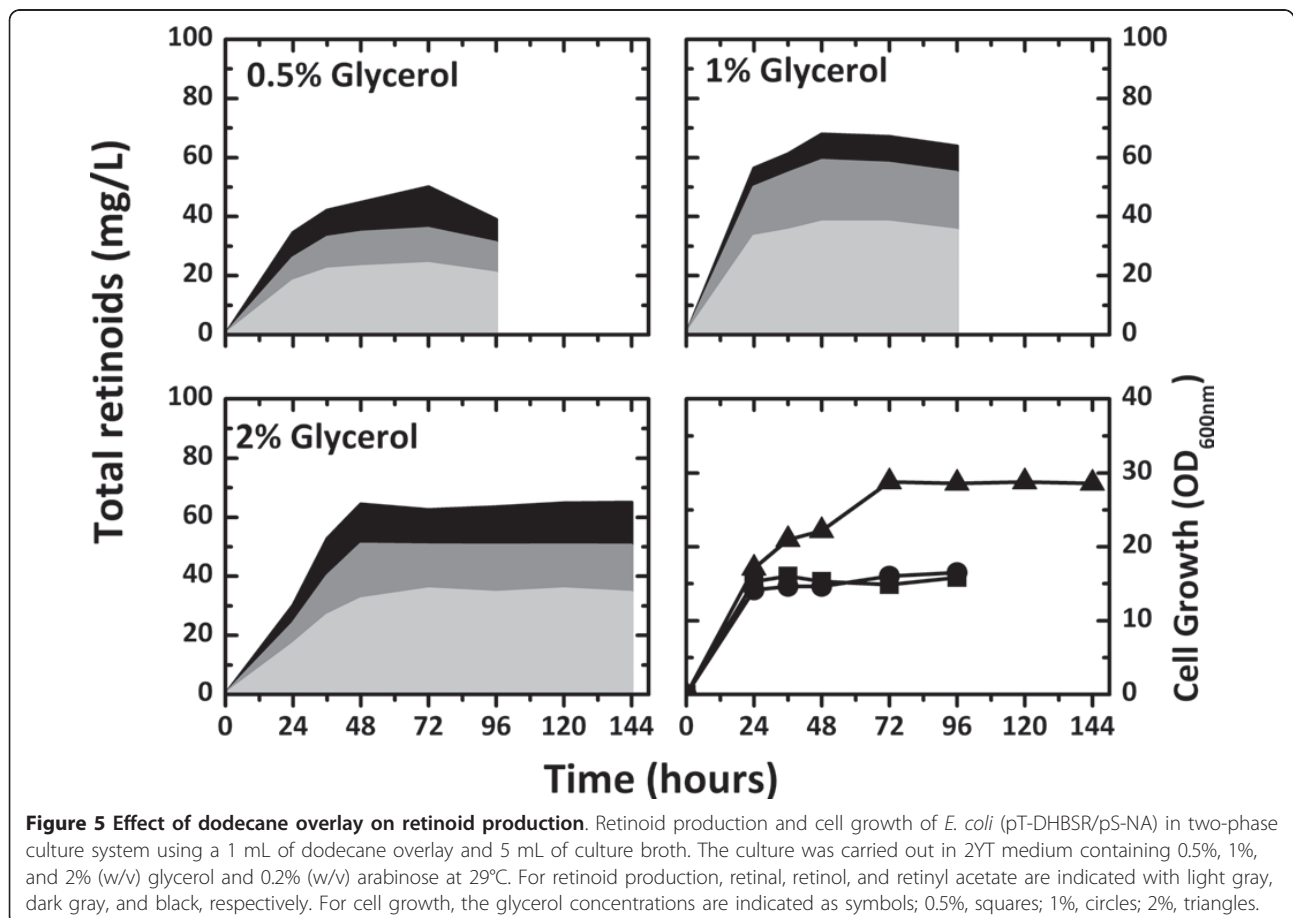 100
80
60
40
20
0
0.5% Glycerol
1% Glycerol
100
80
60
40
20
0
Total retinoids (mg/L)
100
80
60
40
20
0
2% Glycerol
40
30
20
10
0
Cell Growth (OD600nm)
0 24 48 72 96 120 144
0 24 48 72 96 120 144
Time (hours)
Figure 5 Effect of dodecane overlay on retinoid production. Retinoid production and cell growth of E. coli (pT-DHBSR/pS-NA) in two-phase
culture system using a 1 mL of dodecane overlay and 5 mL of culture broth. The culture was carried out in 2YT medium containing 0.5%, 1%,
and 2% (w/v) glycerol and 0.2% (w/v) arabinose at 29°C. For retinoid production, retinal, retinol, and retinyl acetate are indicated with light gray,
dark gray, and black, respectively. For cell growth, the glycerol concentrations are indicated as symbols; 0.5%, squares; 1%, circles; 2%, triangles.